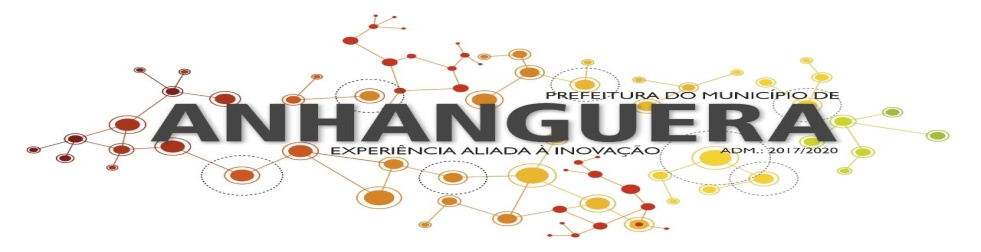 PREFEITURA DO MUNICÍPIO DE
ANHANGUERA
EXPERIÊNCIA ALIADA À INOVAÇÃO
ADM.: 2017/2020